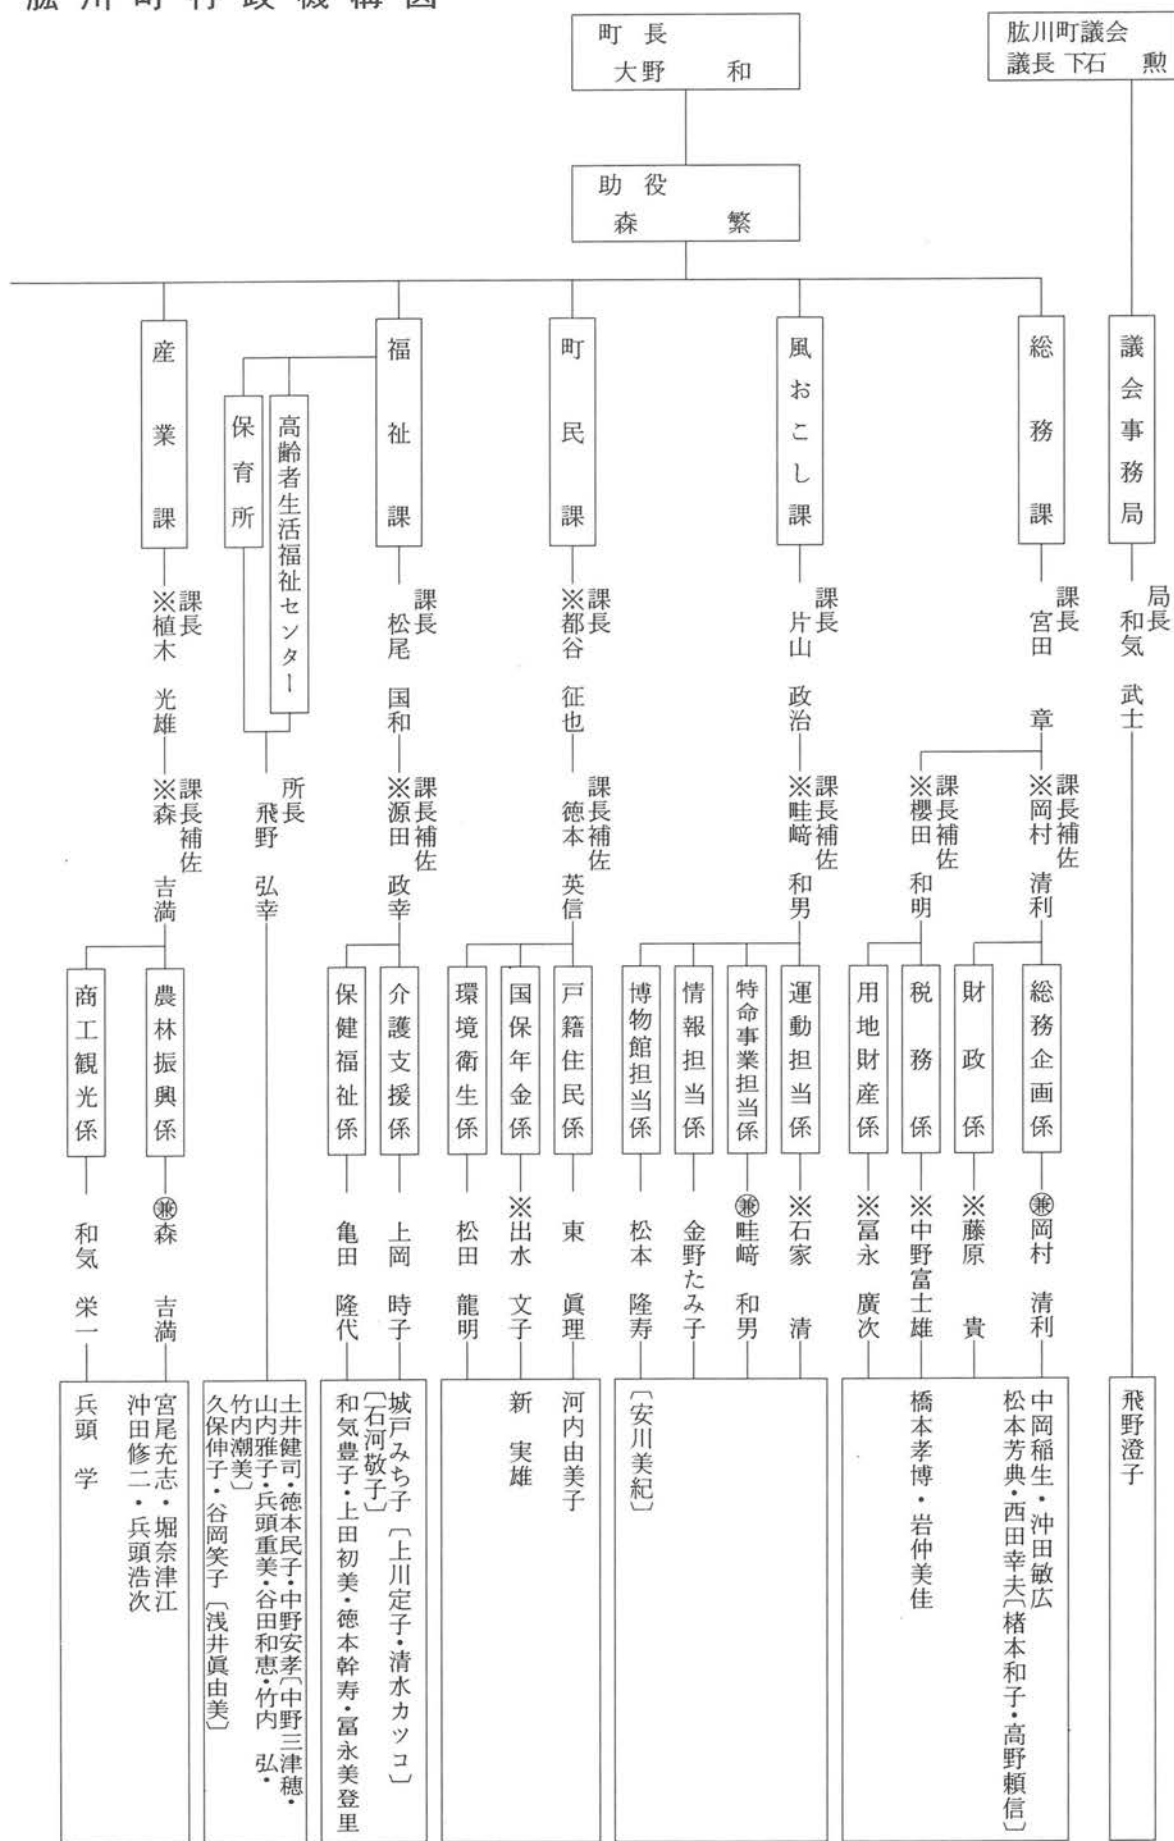 肱川町行政機構図
肱川町議会
議長 下石 勲
町長
大野 和
助役
森 繁
議会事務局
局長
和気 武士
飛野澄子
総務課
課長
宮田 章
課長補佐
※岡村 清利
総務企画係
㊎岡村 清利
財政係
※藤原 貴
中岡稲生・沖田敏広
松本芳典・西田幸夫〔楮本和子・高野頼信〕
課長補佐
※櫻田 和明
税務係
※中野富士雄
用地財産係
※冨永 廣次
橋本孝博・岩仲美佳
風おこし課
課長
片山 政治
課長補佐
※畦﨑 和男
運動担当係
※石家 清
特命事業担当係
兼畦﨑 和男
情報担当係
金野たみ子
博物館担当係
松本 隆寿
〔安川美紀〕
町民課
課長
※都谷 征也
課長補佐
徳本 英信
戸籍住民係
東 眞理
河内由美子
国保年金係
※出水 文子
新 実雄
環境衛生係
松田 龍明
福祉課
課長
松尾 国和
課長補佐
※源田 政幸
介護支援係
上岡 時子
城戸みち子〔上川定子・清水カツコ〕
〔石河敬子〕
保健福祉係
亀田 隆代
和気豊子・上田初美・徳本幹寿・冨永美登里
高齢者生活福祉センター
保育所
所長
飛野 弘幸
土井健司・徳本民子・中野安孝〔中野三津穂・
山内雅子・兵頭重美・谷田和恵・竹内 弘・
竹内潮美〕
久保伸子・谷岡笑子〔浅井眞由美〕
産業課
課長
※植木 光雄
課長補佐
※森 吉満
農林振興係
兼森 吉満
宮尾充志・堀奈津江
沖田修二・兵頭浩次
商工観光係
和気 栄一
兵頭 学